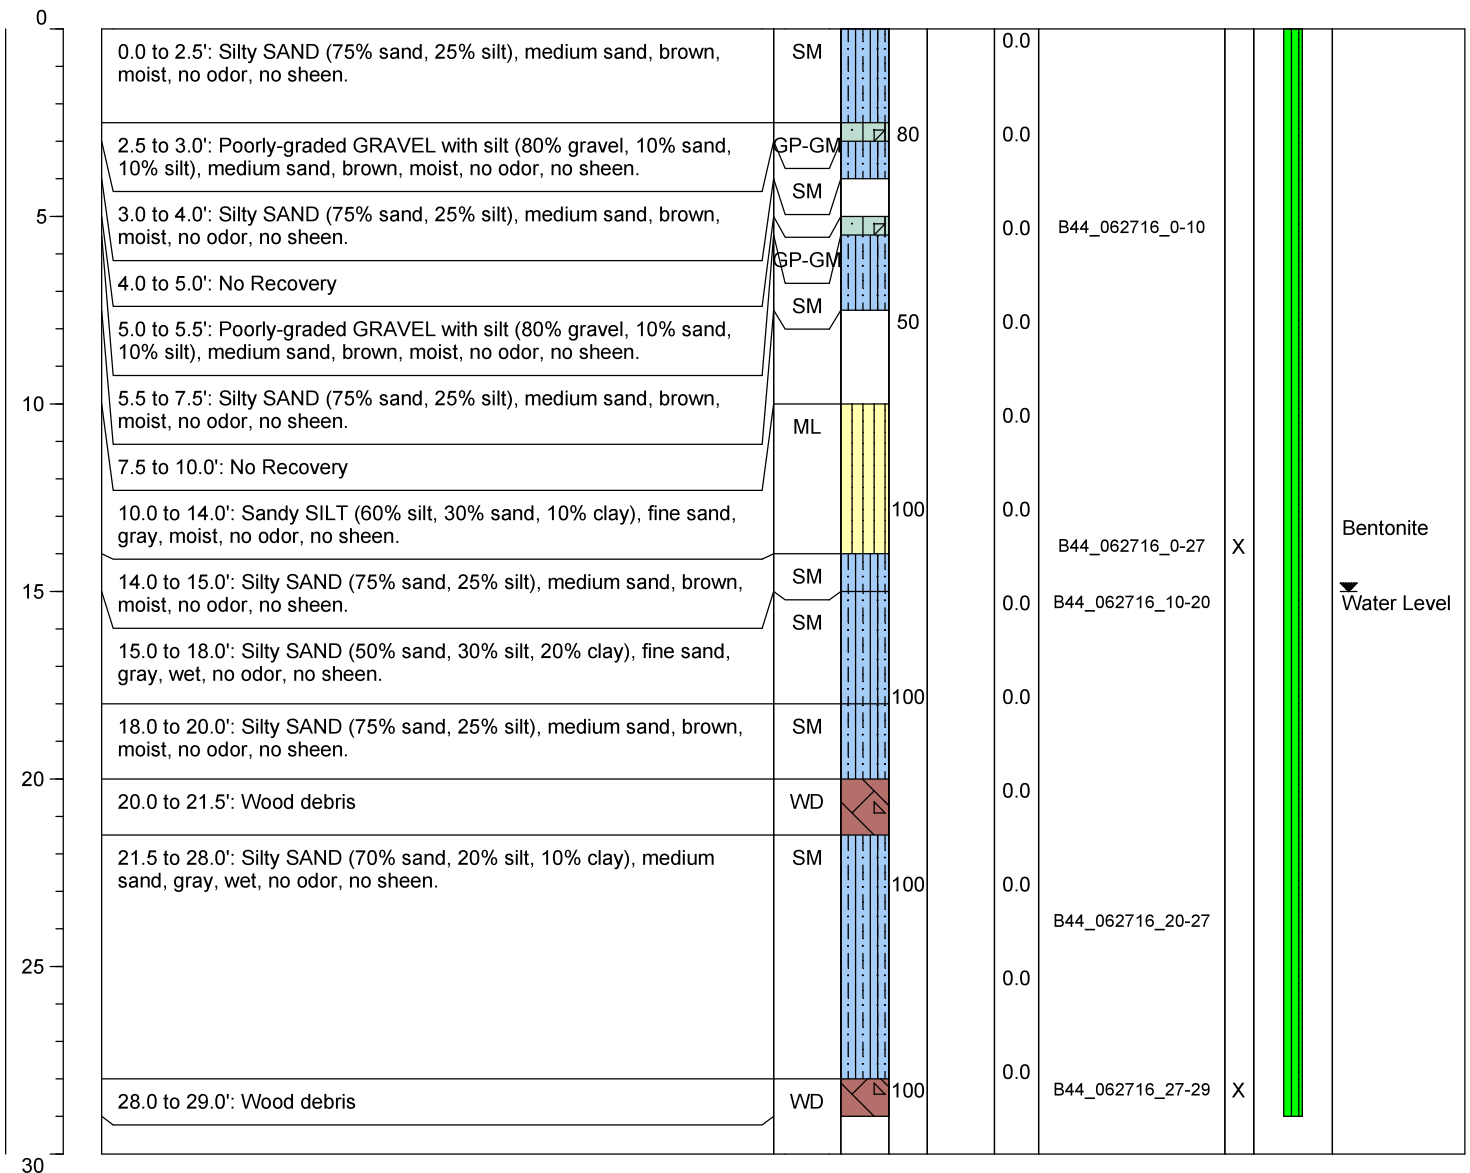 0
0.0 to 2.5': Silty SAND (75% sand, 25% silt), medium sand, brown,
moist, no odor, no sheen.
SM
0.0
2.5 to 3.0': Poorly-graded GRAVEL with silt (80% gravel, 10% sand,
10% silt), medium sand, brown, moist, no odor, no sheen.
GP-GM
80
0.0
3.0 to 4.0': Silty SAND (75% sand, 25% silt), medium sand, brown,
moist, no odor, no sheen.
SM
5
0.0
B44_062716_0-10
4.0 to 5.0': No Recovery
GP-GM
5.0 to 5.5': Poorly-graded GRAVEL with silt (80% gravel, 10% sand,
10% silt), medium sand, brown, moist, no odor, no sheen.
SM
50
0.0
5.5 to 7.5': Silty SAND (75% sand, 25% silt), medium sand, brown,
moist, no odor, no sheen.
10
ML
0.0
7.5 to 10.0': No Recovery
10.0 to 14.0': Sandy SILT (60% silt, 30% sand, 10% clay), fine sand,
gray, moist, no odor, no sheen.
100
0.0
B44_062716_0-27
X
Bentonite
14.0 to 15.0': Silty SAND (75% sand, 25% silt), medium sand, brown,
moist, no odor, no sheen.
SM
15
0.0
B44_062716_10-20
Water Level
SM
15.0 to 18.0': Silty SAND (50% sand, 30% silt, 20% clay), fine sand,
gray, wet, no odor, no sheen.
100
0.0
18.0 to 20.0': Silty SAND (75% sand, 25% silt), medium sand, brown,
moist, no odor, no sheen.
SM
20
20.0 to 21.5': Wood debris
WD
0.0
21.5 to 28.0': Silty SAND (70% sand, 20% silt, 10% clay), medium
sand, gray, wet, no odor, no sheen.
SM
100
0.0
B44_062716_20-27
25
0.0
0.0
28.0 to 29.0': Wood debris
WD
100
B44_062716_27-29
X
30